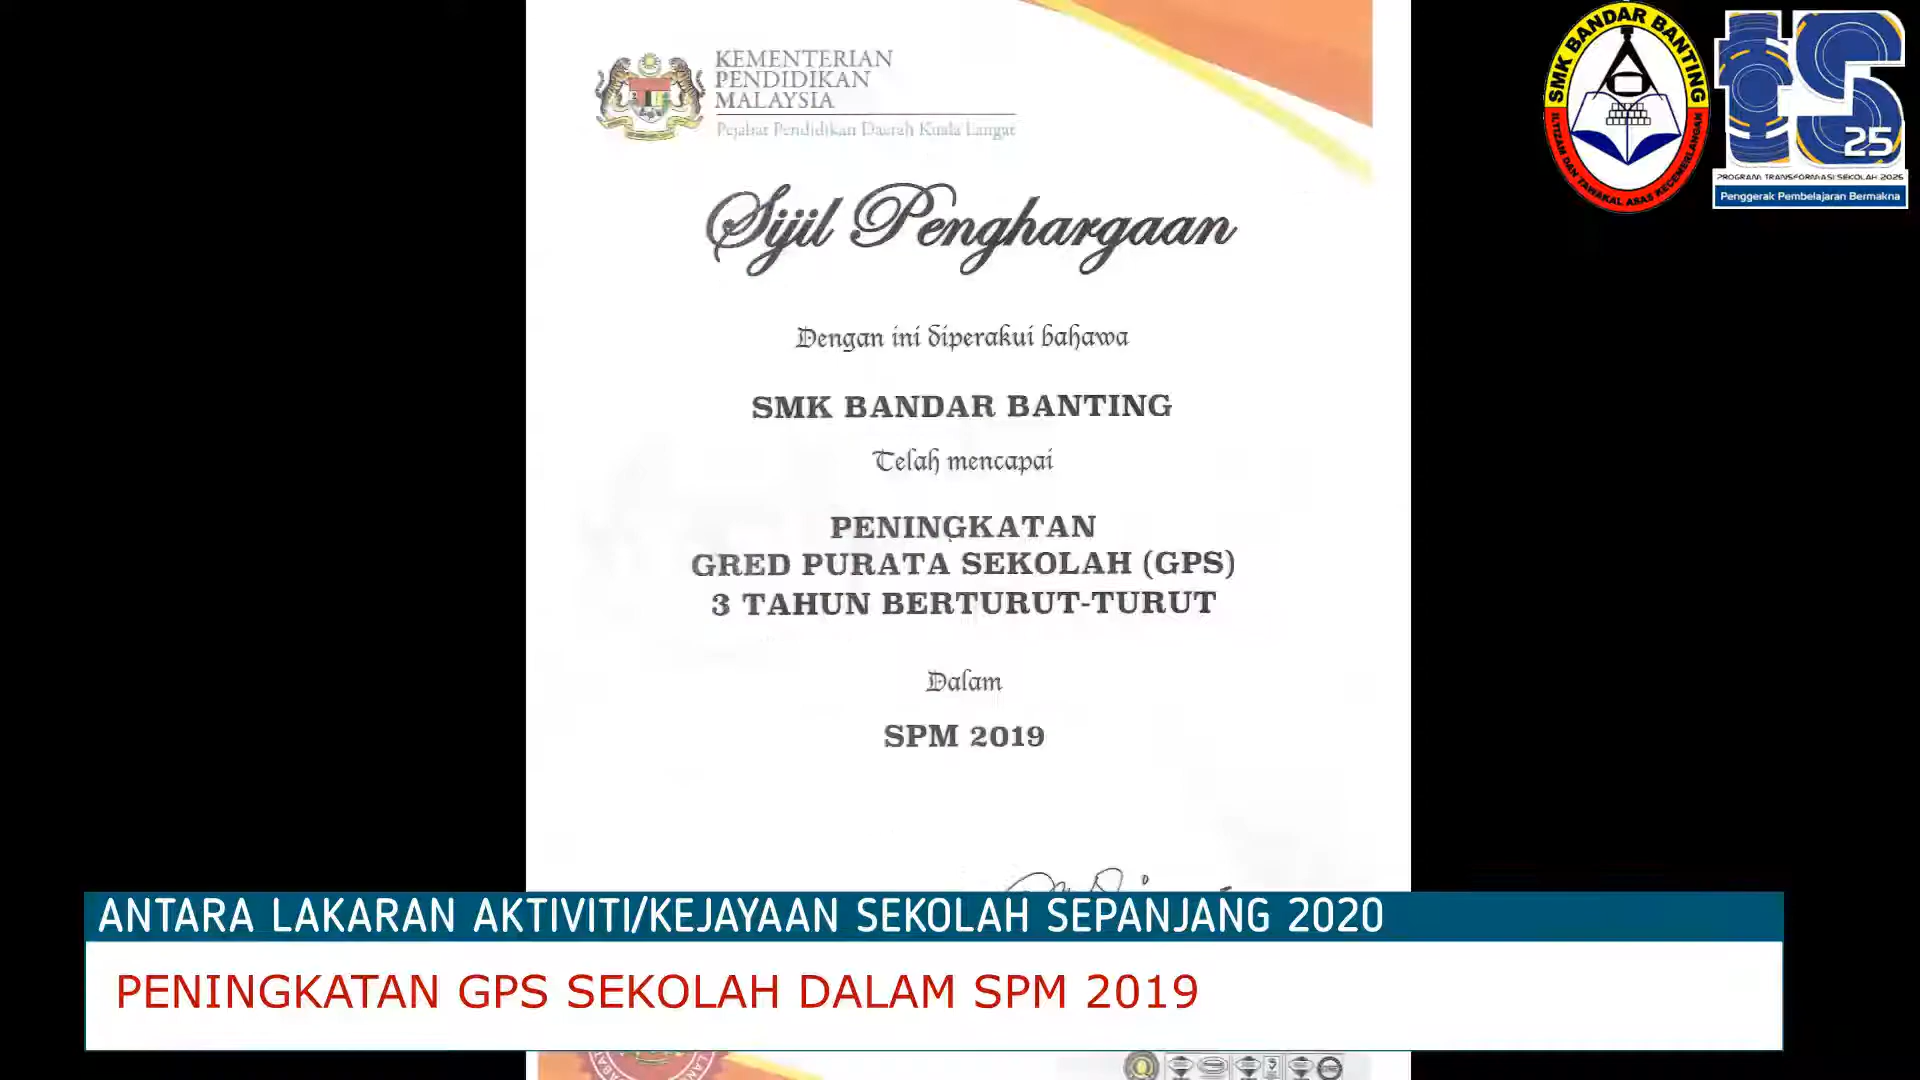 KEMENTERIAN
PENDIDIKAN
MALAYSIA
Pejabat Pendidikan Daerah Kuala Langat
Sijil Penghargaan
Dengan ini diperakui bahawa
SMK BANDAR BANTING
Telah mencapai
PENINGKATAN
GRED PURATA SEKOLAH (GPS)
3 TAHUN BERTURUT-TURUT
Dalam
SPM 2019
SMK BANDAR BANTING
ILTIZAM DAN TAWAKAL ASAS KECEMERLANGAN
tS
25
PROGRAM TRANSFORMASI SEKOLAH 2025
Penggerak Pembelajaran Bermakna
ANTARA LAKARAN AKTIVITI/KEJAYAAN SEKOLAH SEPANJANG 2020
PENINGKATAN GPS SEKOLAH DALAM SPM 2019